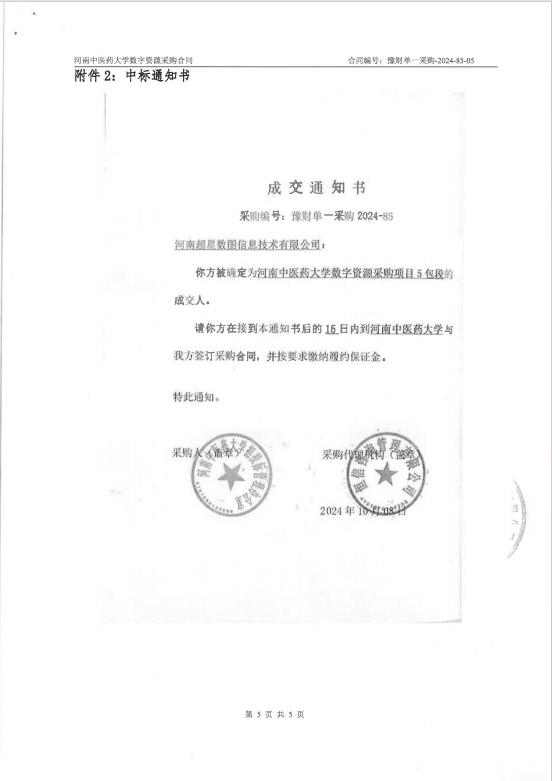 河南中医药大学数字资源采购合同 合同编号：豫财单一采购-2024-85-05
附件 2：中标通知书
成交通知书
采购编号：豫财单一采购 2024-85
河南超星数图信息技术有限公司：
你方被确定为河南中医药大学数字资源采购项目 5 包段的
成交人。
请你方在接到本通知书后的 15 日内到河南中医药大学与
我方签订采购合同，并按要求缴纳履约保证金。
特此通知。
采购人（盖章） 采购代理机构（盖章）
2024 年 10 月 08 日
第 5 页 共 5 页